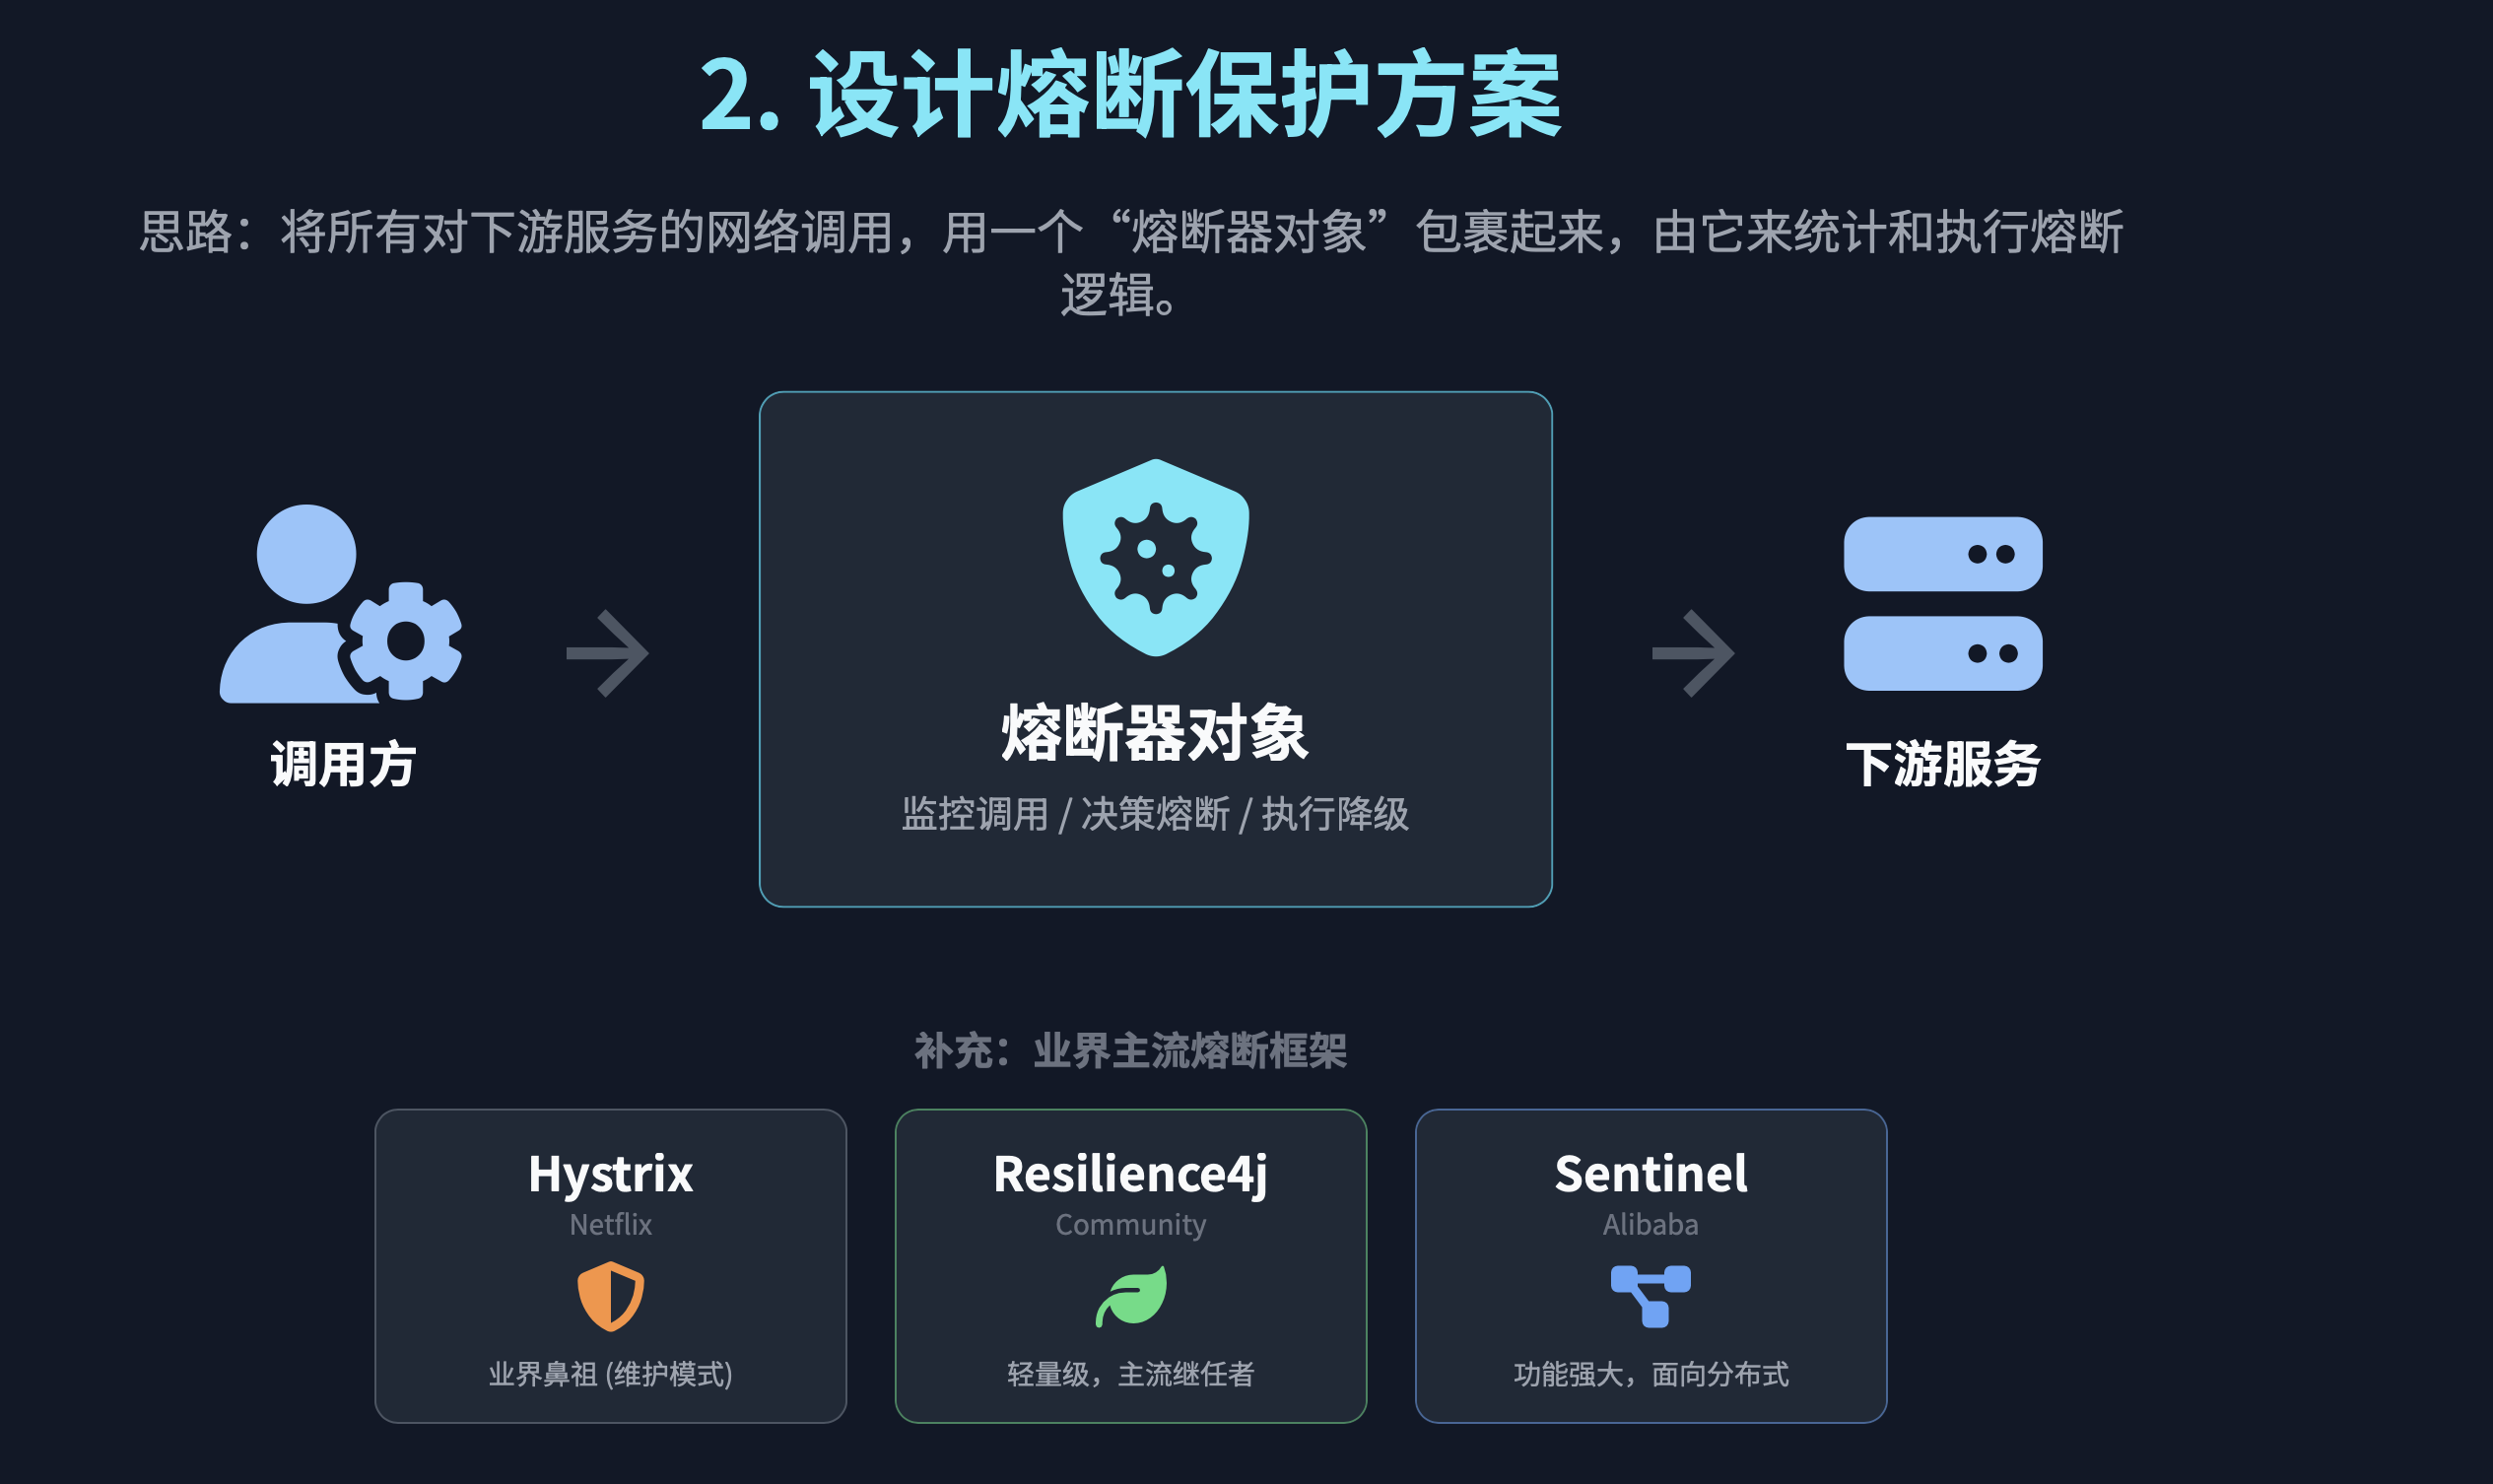 2. 设计熔断保护方案
思路：将所有对下游服务的网络调用，用一个“熔断器对象”包裹起来，由它来统计和执行熔断
逻辑。
调用方
熔断器对象
监控调用 / 决策熔断 / 执行降级
下游服务
补充：业界主流熔断框架
Hystrix
Netflix
业界鼻祖 (维护模式)
Resilience4j
Community
轻量级，主流继任者
Sentinel
Alibaba
功能强大，面向分布式